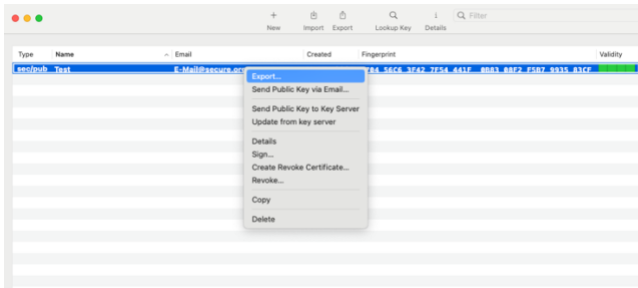 New Import Export Lookup Key Details Filter
Type Name Email Created Fingerprint Validity
sec/pub Test E-Mail@secure.or
Export...
Send Public Key via Email...
Send Public Key to Key Server
Update from key server
Details
Sign...
Create Revoke Certificate...
Revoke...
Copy
Delete